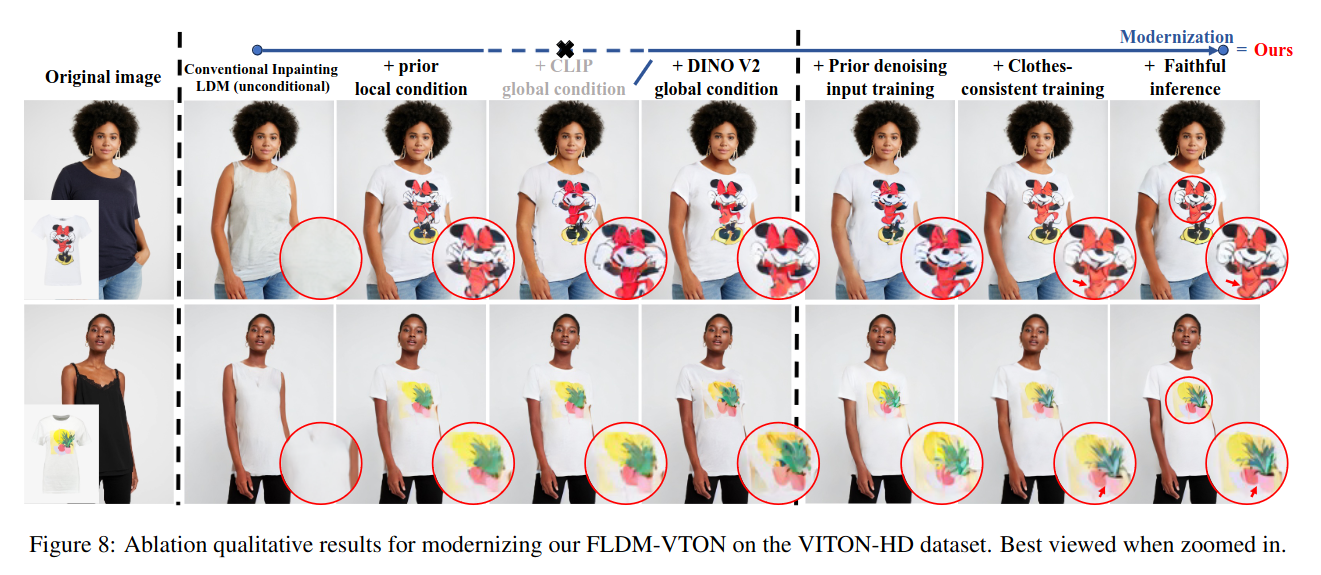 Modernization
= Ours
Original image
Conventional Inpainting
LDM (unconditional)
+ prior
local condition
+ CLIP
global condition
+ DINO V2
global condition
+ Prior denoising
input training
+ Clothes-
consistent training
+ Faithful
inference
Figure 8: Ablation qualitative results for modernizing our FLDM-VTON on the VITON-HD dataset. Best viewed when zoomed in.